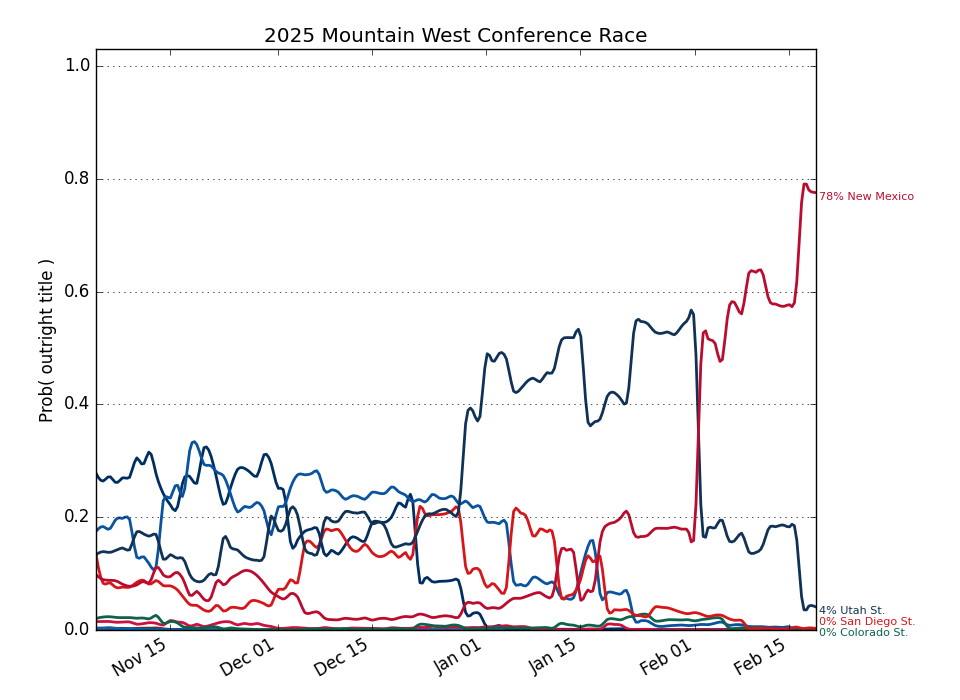 2025 Mountain West Conference Race
Prob( outright title )
1.0
0.8
0.6
0.4
0.2
0.0
78% New Mexico
4% Utah St.
0% San Diego St.
0% Colorado St.
Nov 15
Dec 01
Dec 15
Jan 01
Jan 15
Feb 01
Feb 15